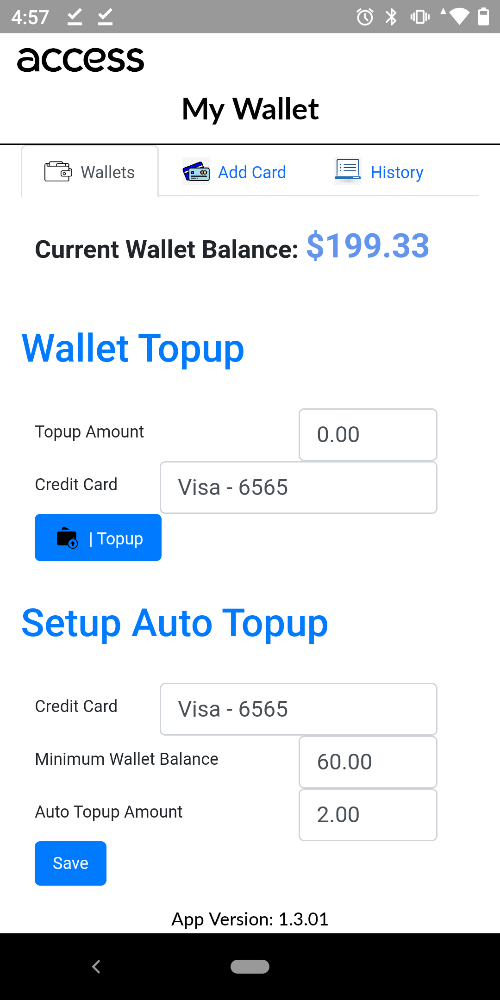 4:57
access
My Wallet
Wallets
Add Card
History
Current Wallet Balance: $199.33
Wallet Topup
Topup Amount
0.00
Credit Card
Visa - 6565
| Topup
Setup Auto Topup
Credit Card
Visa - 6565
Minimum Wallet Balance
60.00
Auto Topup Amount
2.00
Save
App Version: 1.3.01